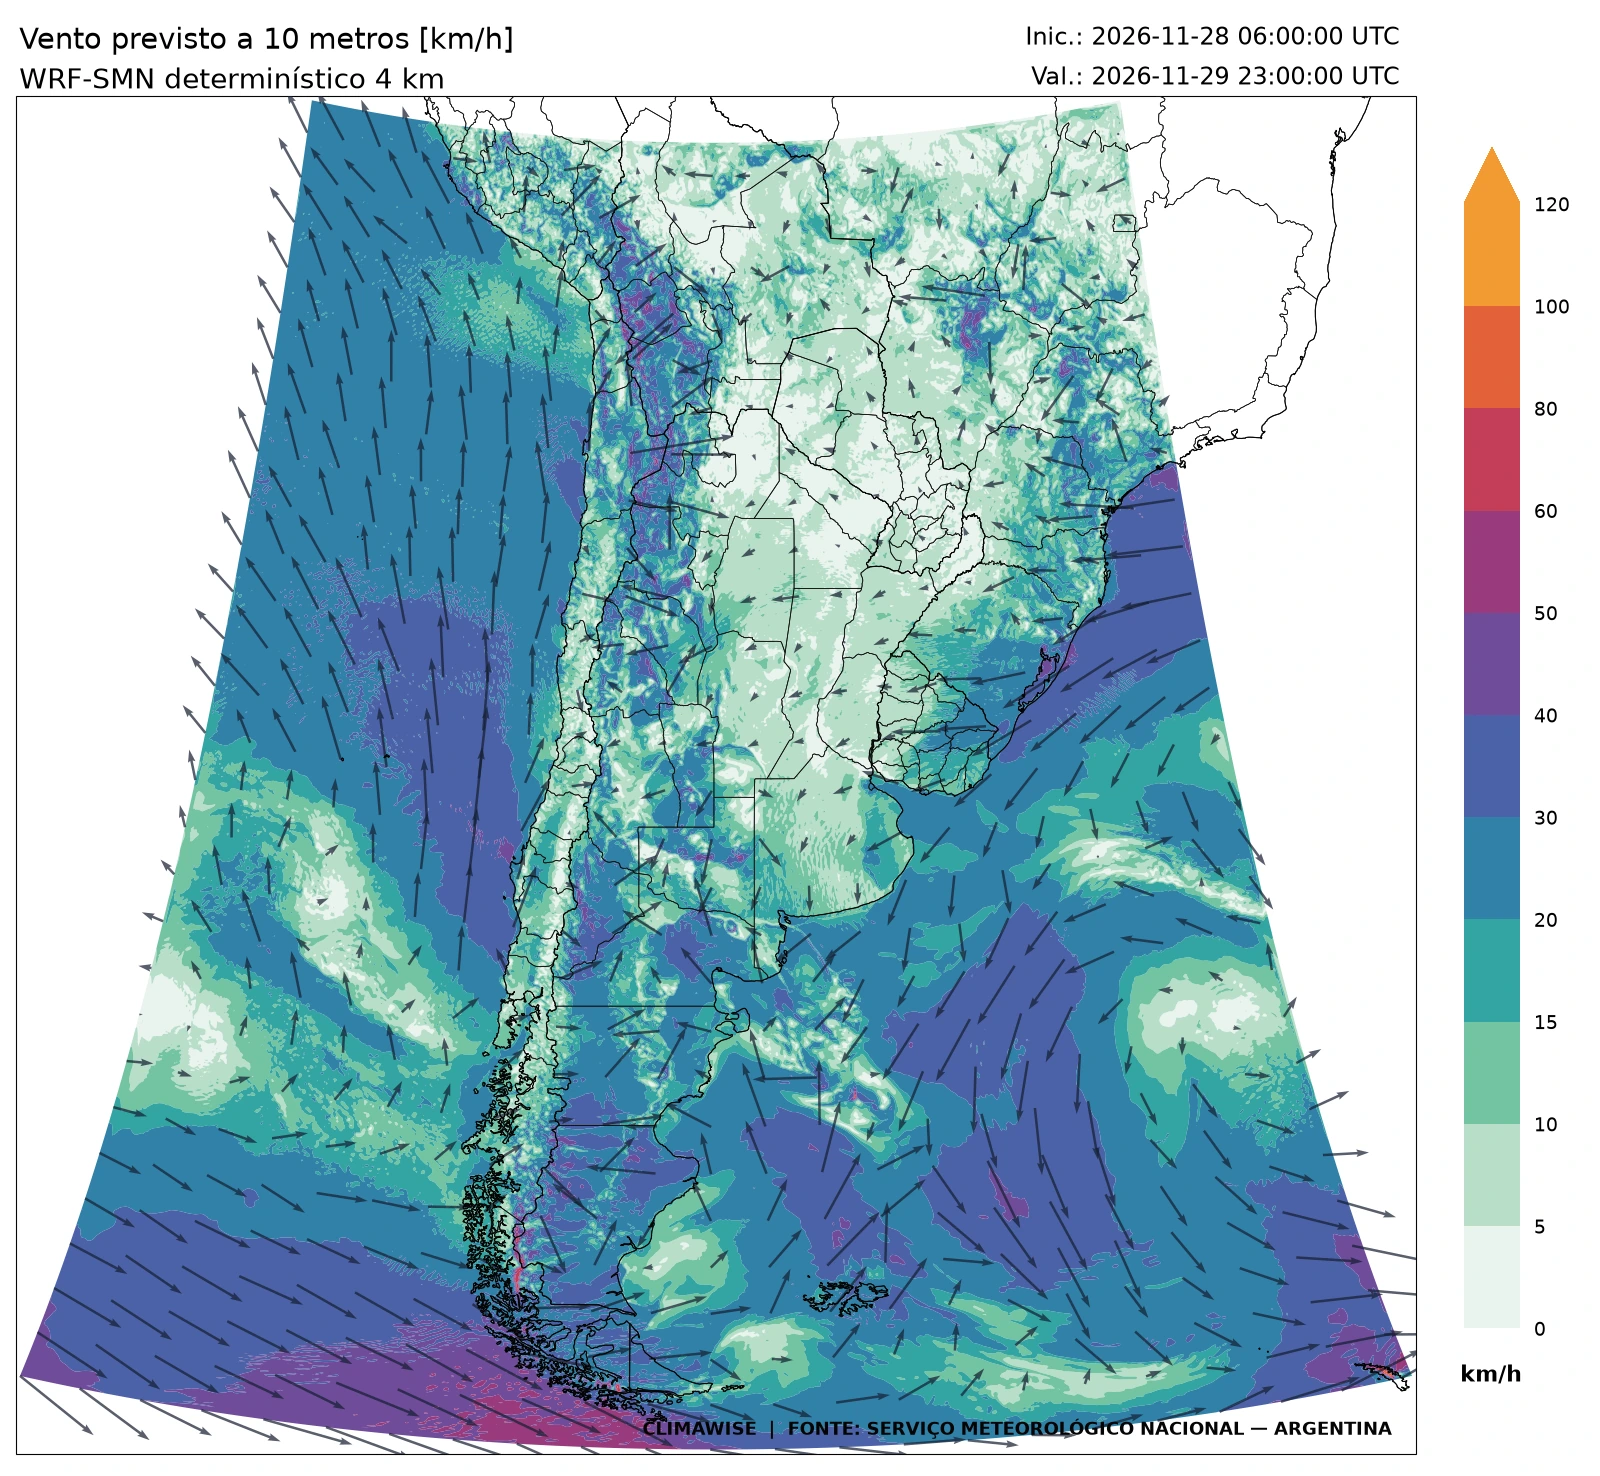 Vento previsto a 10 metros [km/h]
WRF-SMN determinístico 4 km
Inic.: 2026-11-28 06:00:00 UTC
Val.: 2026-11-29 23:00:00 UTC
120
100
80
60
50
40
30
20
15
10
5
0
km/h
CLIMAWISE | FONTE: SERVIÇO METEOROLÓGICO NACIONAL — ARGENTINA